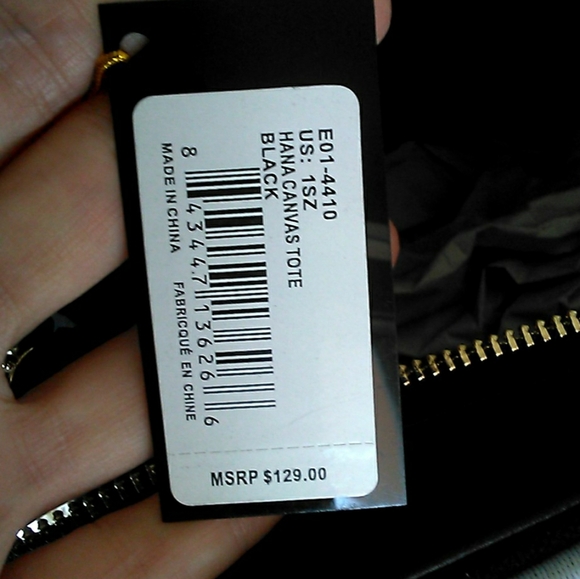 E01-4410
US: 1SZ
HANA CANVAS TOTE
BLACK
8 43447 13626 6
MADE IN CHINA FABRIQUÉ EN CHINE
MSRP $129.00